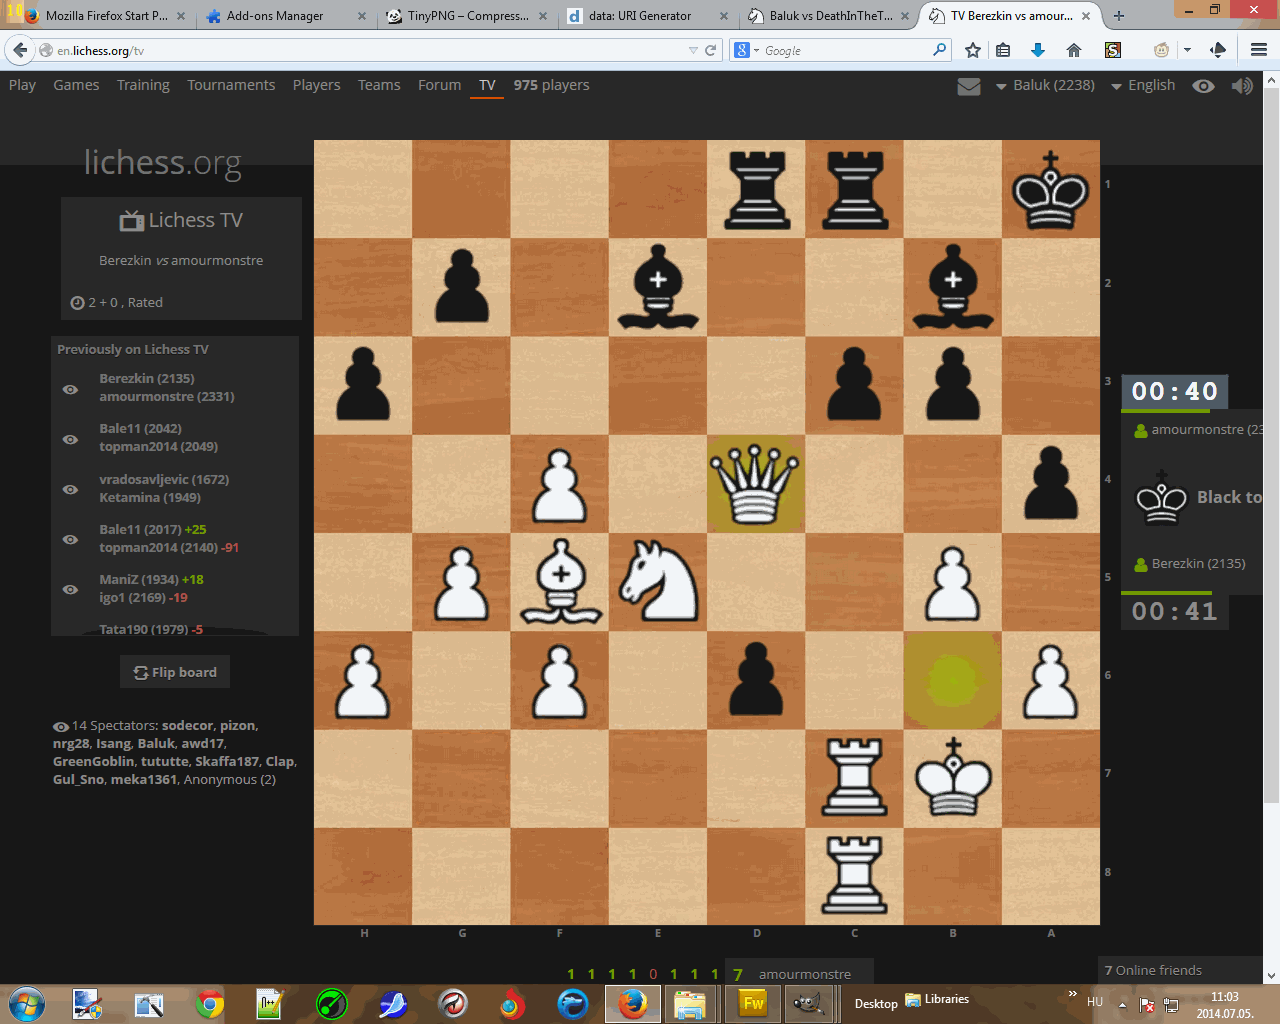 10
Mozilla Firefox Start P...
Add-ons Manager
TinyPNG – Compress...
data: URI Generator
Baluk vs DeathInTheT...
TV Berezkin vs amour...
en.lichess.org/tv
8
Google
S
Play Games Training Tournaments Players Teams Forum TV 975 players
Baluk (2238) English
lichess.org
Lichess TV
Berezkin vs amourmonstre
2 + 0 , Rated
Previously on Lichess TV
Berezkin (2135)
amourmonstre (2331)
Bale11 (2042)
topman2014 (2049)
vradosavljevic (1672)
Ketamina (1949)
Bale11 (2017) +25
topman2014 (2140) -91
ManiZ (1934) +18
igo1 (2169) -19
Tata190 (1979) -5
Flip board
14 Spectators: sodecor, pizon,
nrg28, Isang, Baluk, awd17,
GreenGoblin, tututte, Skaffa187, Clap,
Gul_Sno, meka1361, Anonymous (2)
1
2
3
4
5
6
7
8
H G F E D C B A
00:40
amourmonstre (23
Black to
Berezkin (2135)
00:41
1 1 1 1 0 1 1 1 7 amourmonstre
7 Online friends
Fw
Desktop
Libraries
»
HU
11:03
2014.07.05.